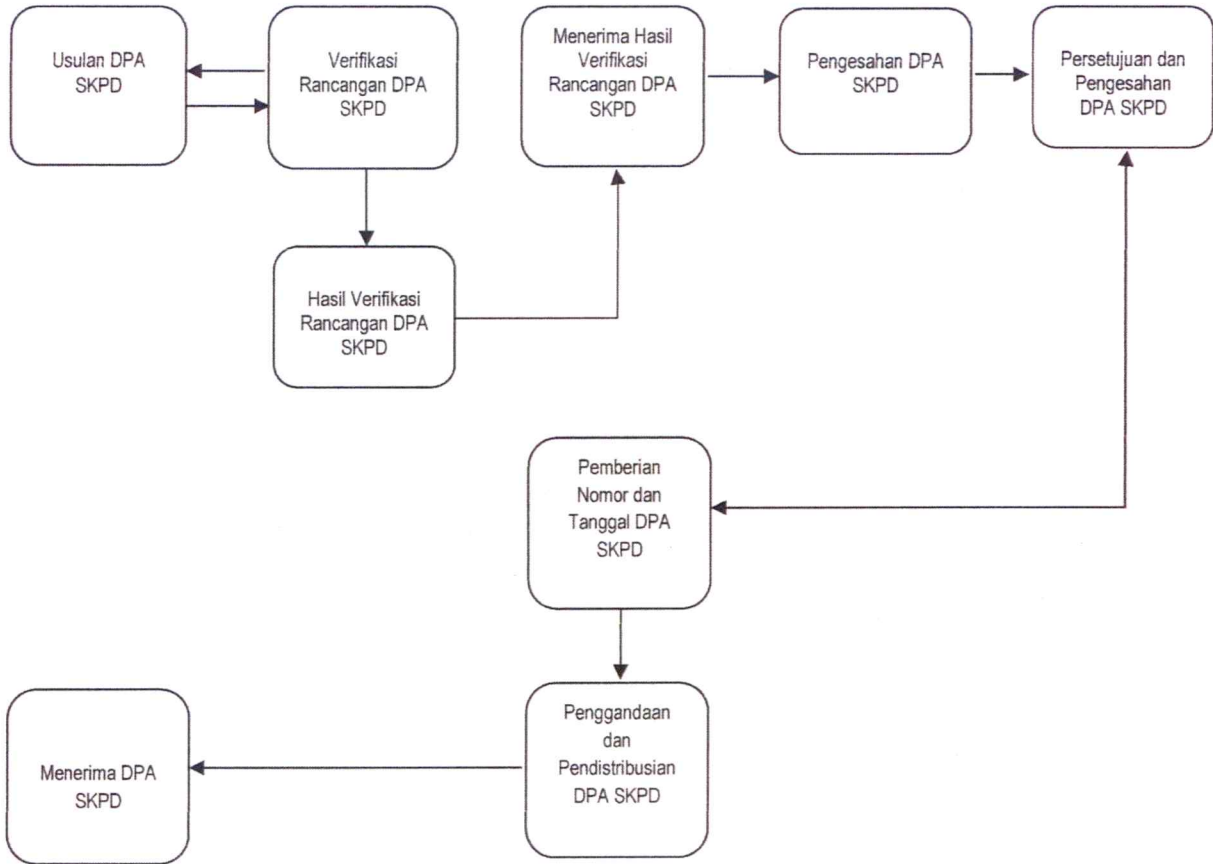 Usulan DPA
SKPD
Verifikasi
Rancangan DPA
SKPD
Menerima Hasil
Verifikasi
Rancangan DPA
SKPD
Pengesahan DPA
SKPD
Persetujuan dan
Pengesahan
DPA SKPD
Hasil Verifikasi
Rancangan DPA
SKPD
Pemberian
Nomor dan
Tanggal DPA
SKPD
Penggandaan
dan
Pendistribusian
DPA SKPD
Menerima DPA
SKPD